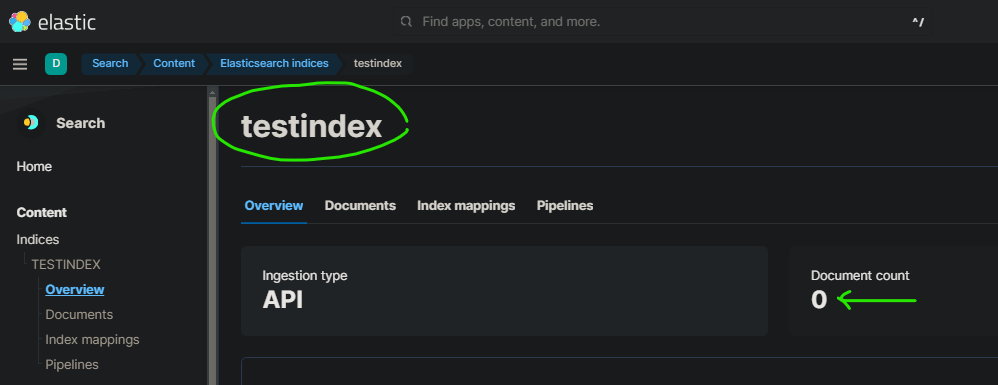 elastic
Find apps, content, and more.
^/
D
Search
Content
Elasticsearch indices
testindex
Search
testindex
Home
Overview
Documents
Index mappings
Pipelines
Content
Indices
TESTINDEX
Overview
Documents
Index mappings
Pipelines
Ingestion type
API
Document count
0